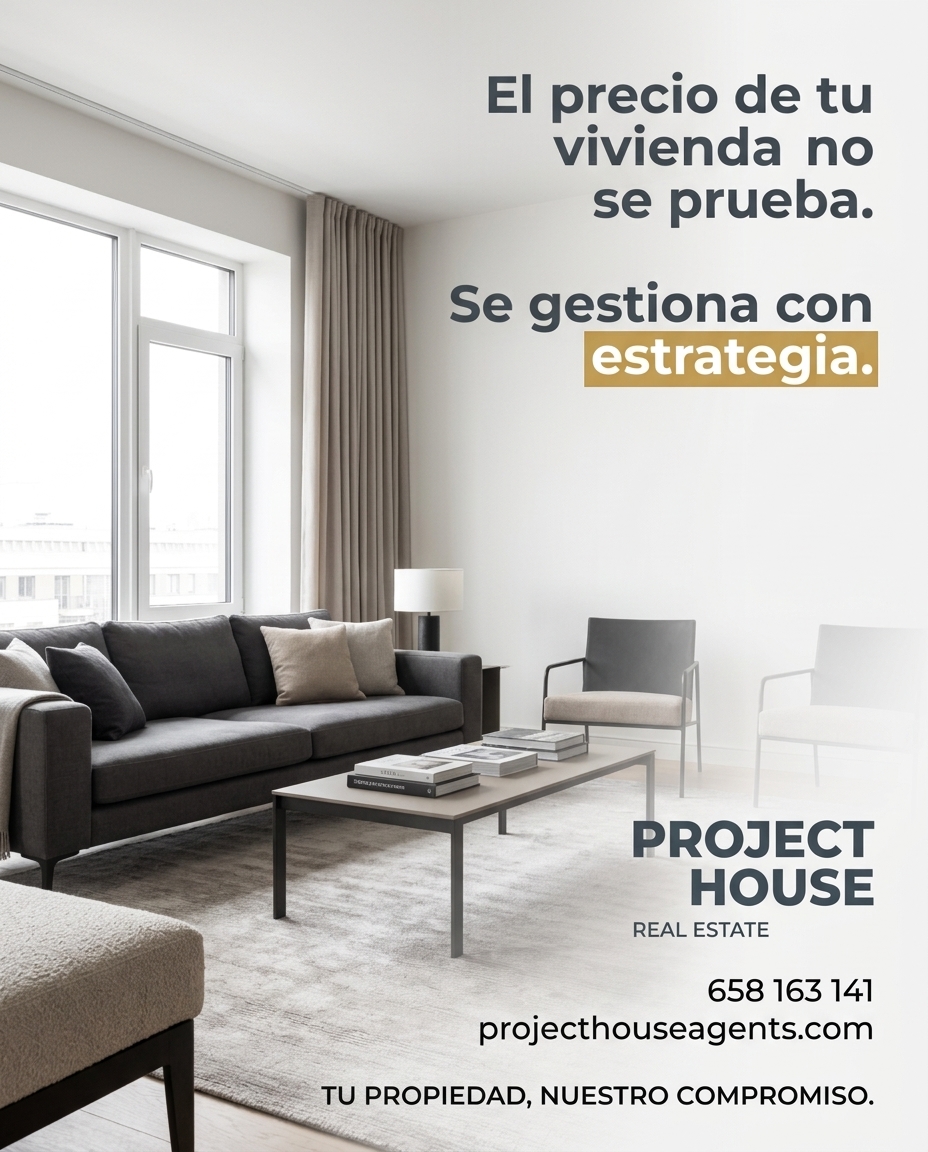 El precio de tu
vivienda no
se prueba.
Se gestiona con
estrategia.
PROJECT
HOUSE
REAL ESTATE
658 163 141
projecthouseagents.com
TU PROPIEDAD, NUESTRO COMPROMISO.